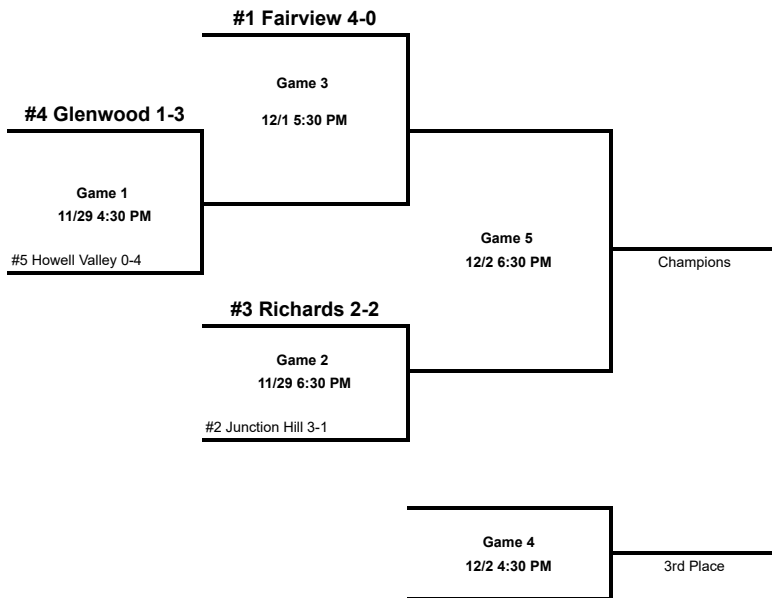 #1 Fairview 4-0
Game 3
12/1 5:30 PM
#4 Glenwood 1-3
Game 1
11/29 4:30 PM
#5 Howell Valley 0-4
Game 5
12/2 6:30 PM
Champions
#3 Richards 2-2
Game 2
11/29 6:30 PM
#2 Junction Hill 3-1
Game 4
12/2 4:30 PM
3rd Place